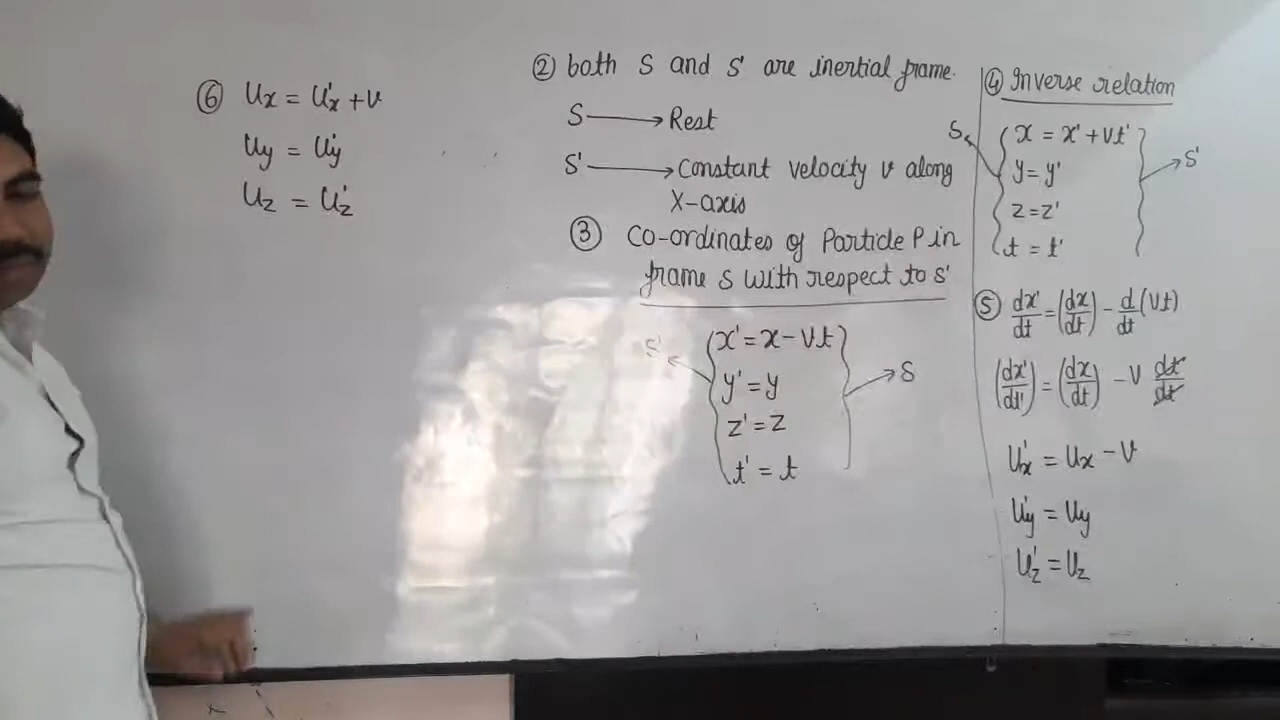 ⑥ Ux = U'x + v
Uy = U'y
Uz = U'z
② both S and S' are inertial frame.
S ⟶ Rest
S' ⟶ Constant velocity v along
X-axis
③ Co-ordinates of Particle P in
frame S with respect to S'
S'
x' = x - vt
S
y' = y
z' = z
t' = t
④ Inverse relation
S
x = x' + vt'
S'
y = y'
z = z'
t = t'
⑤ dx'/dt = (dx/dt) - d/dt (vt)
(dx'/dt') = (dx/dt) - v dt/dt
U'x = Ux - v
U'y = Uy
U'z = Uz